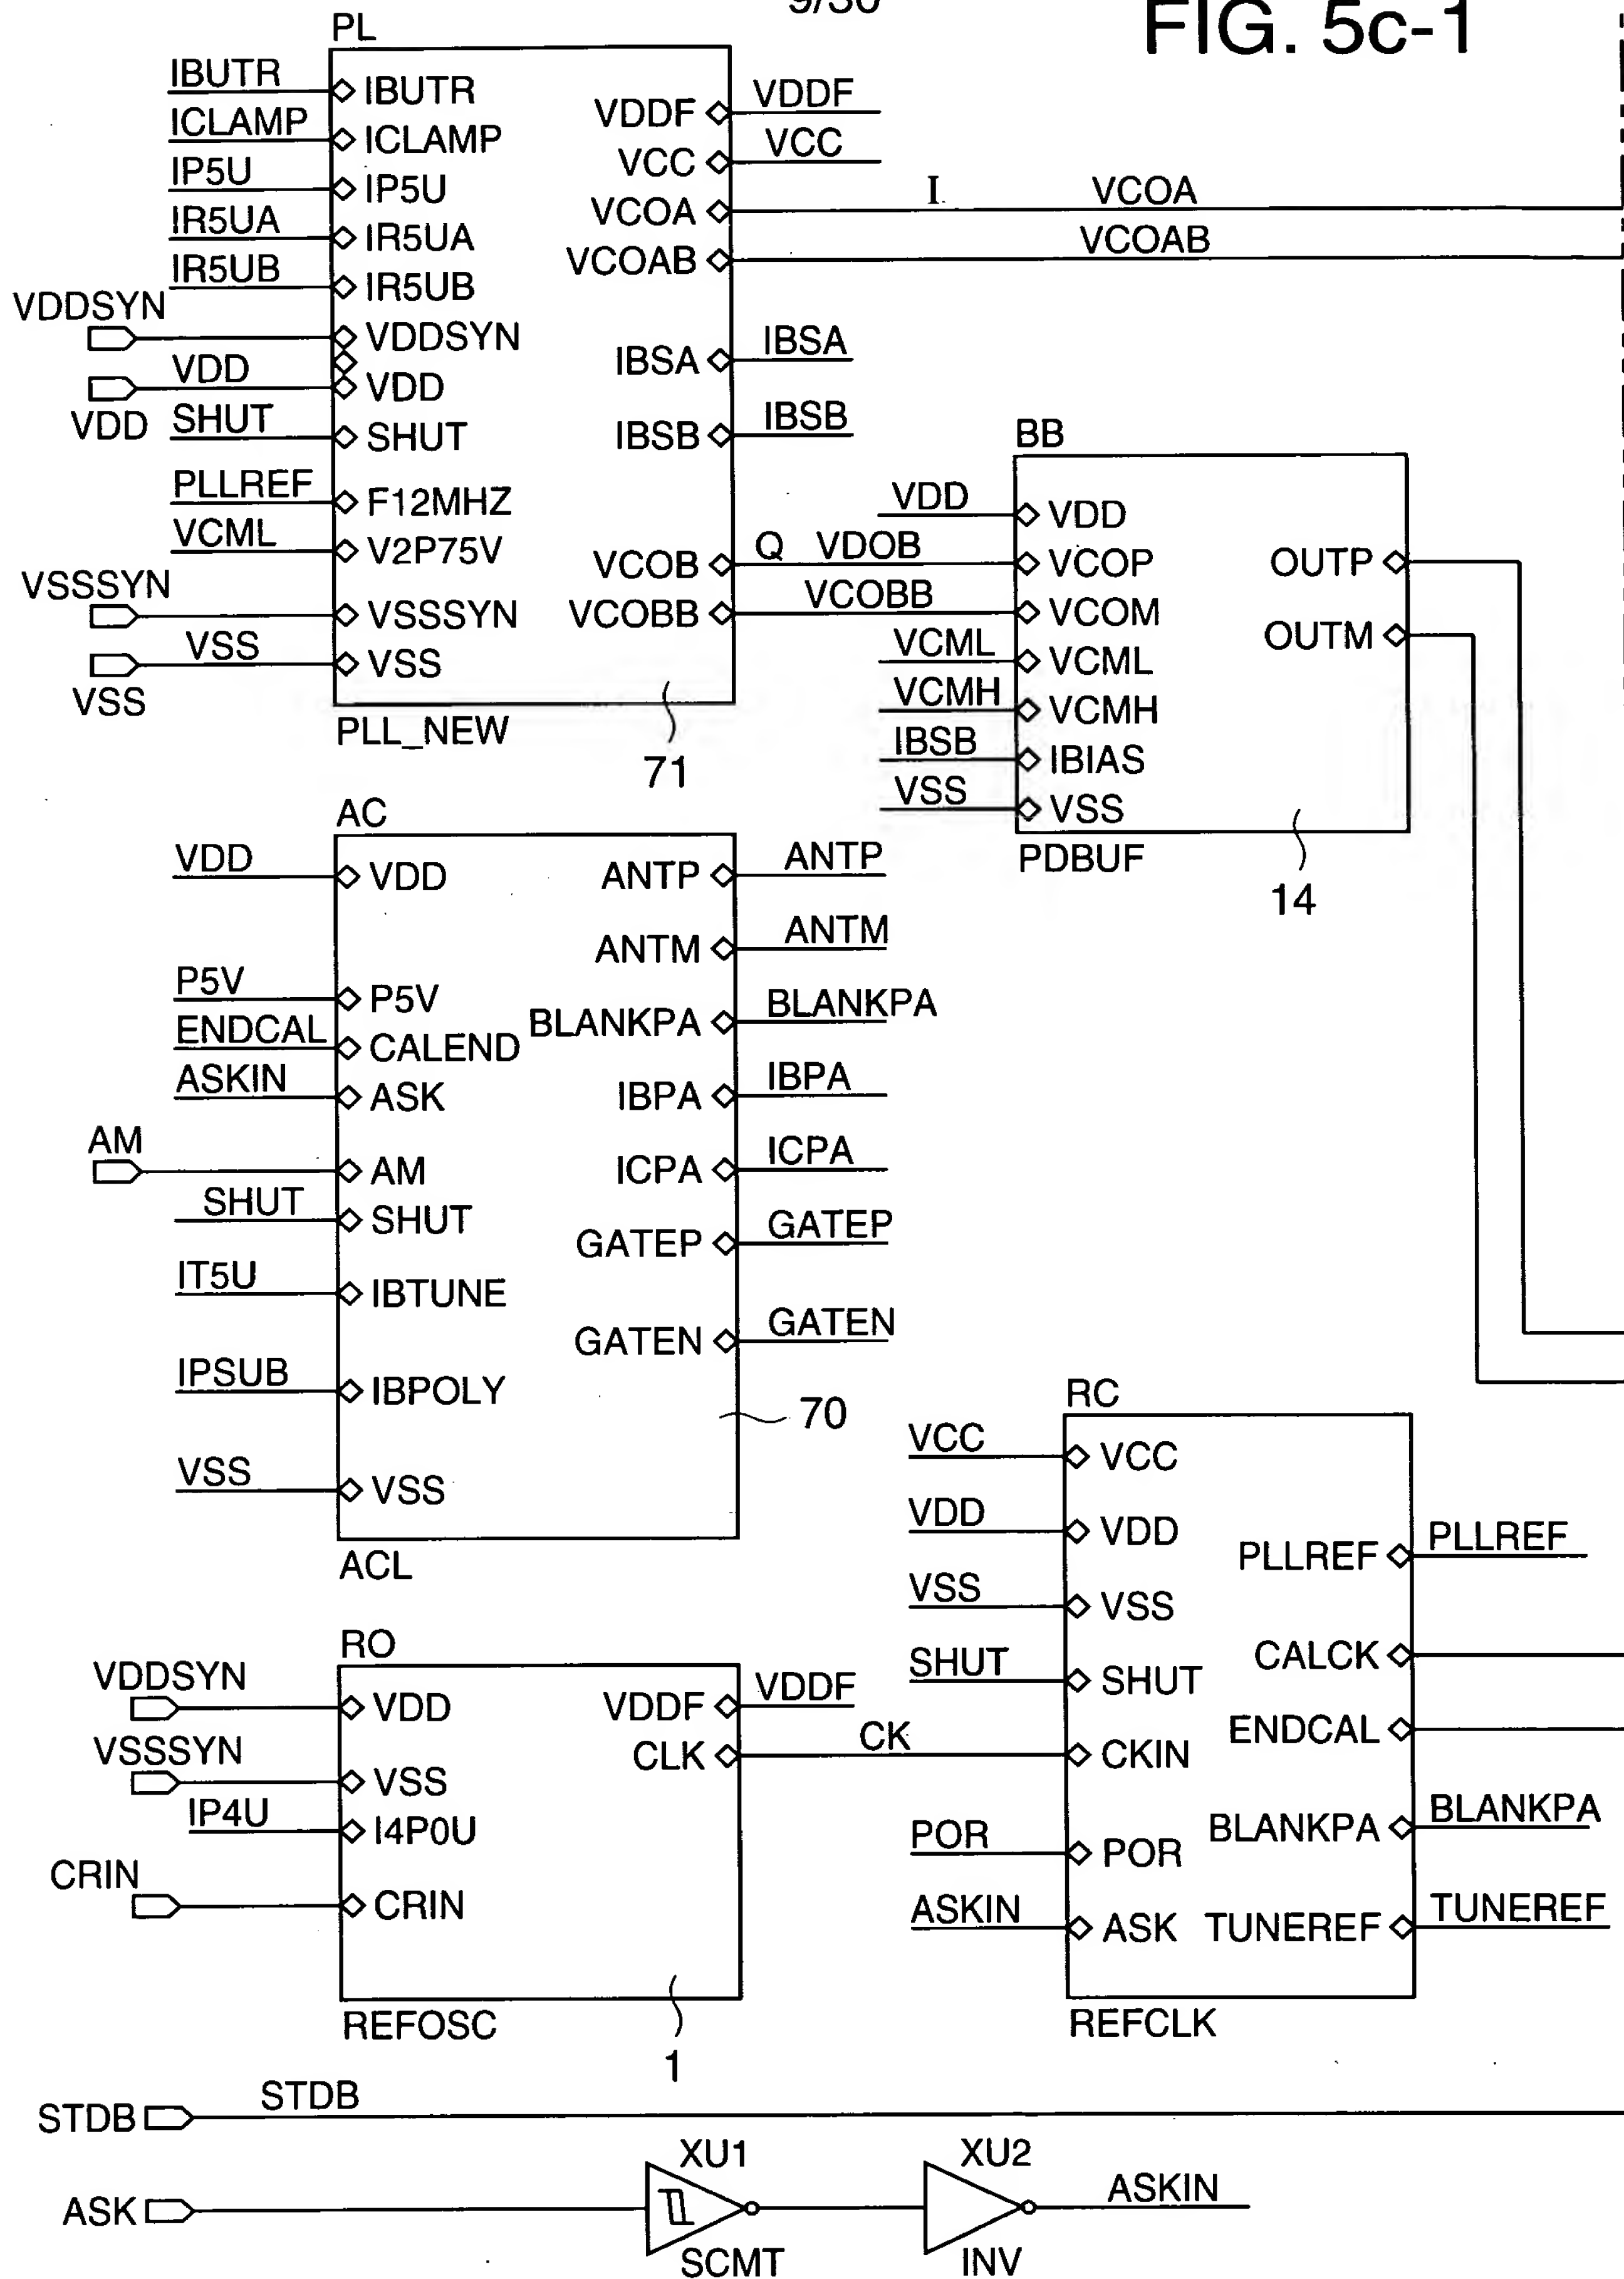 9/30
FIG. 5c-1
PL
IBUTR
ICLAMP
IP5U
IR5UA
IR5UB
VDDSYN
VDD
VDD
SHUT
PLLREF
VCML
VSSSYN
VSS
VSS
IBUTR
ICLAMP
IP5U
IR5UA
IR5UB
VDDSYN
VDD
SHUT
F12MHZ
V2P75V
VSSSYN
VSS
VDDF
VCC
VCOA
VCOAB
IBSA
IBSB
VCOB
VCOBB
VDDF
VCC
I VCOA
VCOAB
IBSA
IBSB
Q VDOB
VCOBB
PLL_NEW
71
BB
VDD
VCML
VCMH
IBSB
VSS
VDD
VCOP
VCOM
VCML
VCMH
IBIAS
VSS
OUTP
OUTM
PDBUF
14
AC
VDD
P5V
ENDCAL
ASKIN
AM
SHUT
IT5U
IPSUB
VSS
VDD
P5V
CALEND
ASK
AM
SHUT
IBTUNE
IBPOLY
VSS
ANTP
ANTM
BLANKPA
IBPA
ICPA
GATEP
GATEN
ANTP
ANTM
BLANKPA
IBPA
ICPA
GATEP
GATEN
70
ACL
RC
VCC
VDD
VSS
SHUT
CK
POR
ASKIN
VCC
VDD
VSS
SHUT
CKIN
POR
ASK
PLLREF
CALCK
ENDCAL
BLANKPA
TUNEREF
PLLREF
BLANKPA
TUNEREF
REFCLK
RO
VDDSYN
VSSSYN
IP4U
CRIN
VDD
VSS
I4P0U
CRIN
VDDF
CLK
VDDF
REFOSC
1
STDB
STDB
ASK
XU1
SCMT
XU2
INV
ASKIN